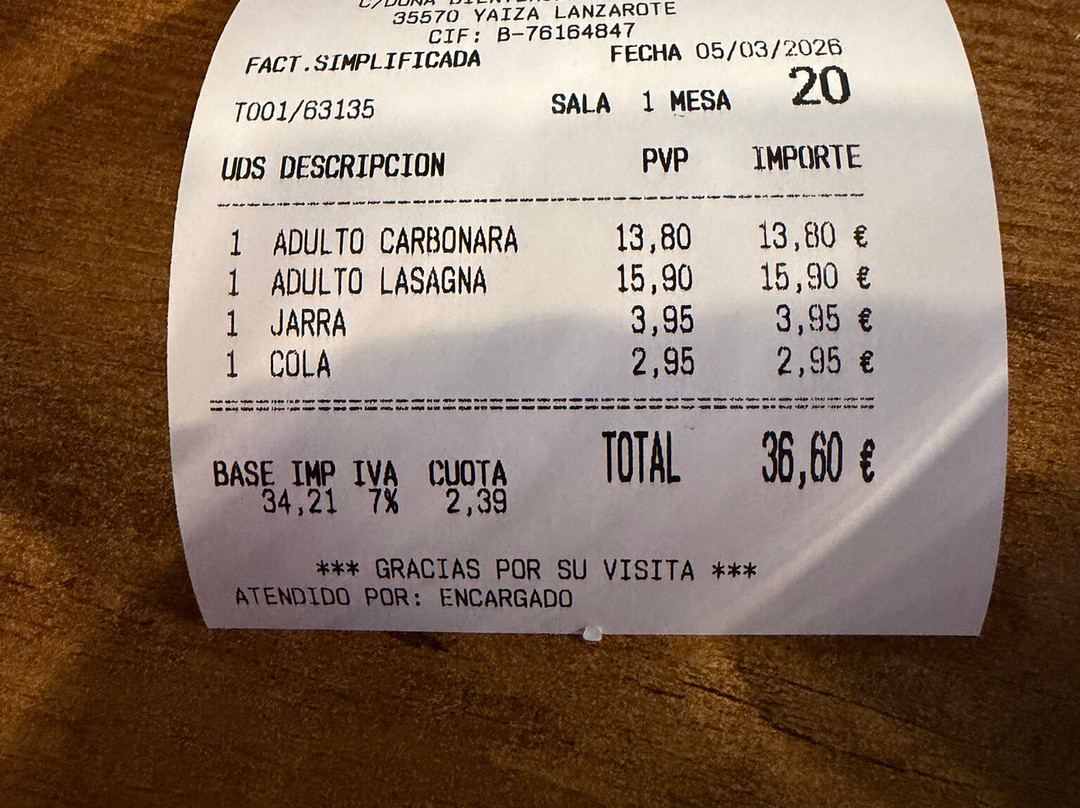 C/DOÑA
35570 YAIZA LANZAROTE
CIF: B-76164847
FACT.SIMPLIFICADA FECHA 05/03/2026
T001/63135 SALA 1 MESA 20
UDS DESCRIPCION PVP IMPORTE
1 ADULTO CARBONARA 13,80 13,80 €
1 ADULTO LASAGNA 15,90 15,90 €
1 JARRA 3,95 3,95 €
1 COLA 2,95 2,95 €
TOTAL 36,60 €
BASE IMP IVA CUOTA
34,21 7% 2,39
*** GRACIAS POR SU VISITA ***
ATENDIDO POR: ENCARGADO